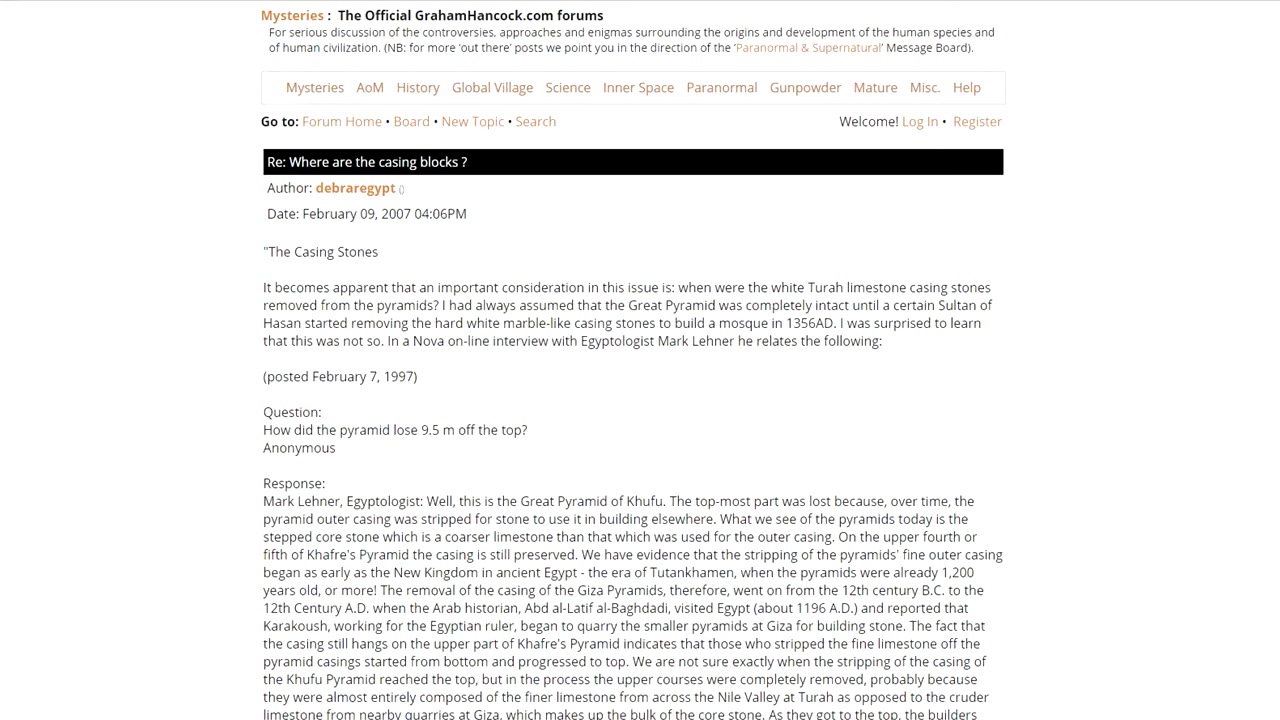 Mysteries : The Official GrahamHancock.com forums
For serious discussion of the controversies, approaches and enigmas surrounding the origins and development of the human species and
of human civilization. (NB: for more ‘out there’ posts we point you in the direction of the ‘Paranormal & Supernatural’ Message Board).
Mysteries AoM History Global Village Science Inner Space Paranormal Gunpowder Mature Misc. Help
Go to: Forum Home • Board • New Topic • Search Welcome! Log In • Register
Re: Where are the casing blocks ?
Author: debraregypt ()
Date: February 09, 2007 04:06PM
"The Casing Stones
It becomes apparent that an important consideration in this issue is: when were the white Turah limestone casing stones
removed from the pyramids? I had always assumed that the Great Pyramid was completely intact until a certain Sultan of
Hasan started removing the hard white marble-like casing stones to build a mosque in 1356AD. I was surprised to learn
that this was not so. In a Nova on-line interview with Egyptologist Mark Lehner he relates the following:
(posted February 7, 1997)
Question:
How did the pyramid lose 9.5 m off the top?
Anonymous
Response:
Mark Lehner, Egyptologist: Well, this is the Great Pyramid of Khufu. The top-most part was lost because, over time, the
pyramid outer casing was stripped for stone to use it in building elsewhere. What we see of the pyramids today is the
stepped core stone which is a coarser limestone than that which was used for the outer casing. On the upper fourth or
fifth of Khafre's Pyramid the casing is still preserved. We have evidence that the stripping of the pyramids' fine outer casing
began as early as the New Kingdom in ancient Egypt - the era of Tutankhamen, when the pyramids were already 1,200
years old, or more! The removal of the casing of the Giza Pyramids, therefore, went on from the 12th century B.C. to the
12th Century A.D. when the Arab historian, Abd al-Latif al-Baghdadi, visited Egypt (about 1196 A.D.) and reported that
Karakoush, working for the Egyptian ruler, began to quarry the smaller pyramids at Giza for building stone. The fact that
the casing still hangs on the upper part of Khafre's Pyramid indicates that those who stripped the fine limestone off the
pyramid casings started from bottom and progressed to top. We are not sure exactly when the stripping of the casing of
the Khufu Pyramid reached the top, but in the process the upper courses were completely removed, probably because
they were almost entirely composed of the finer limestone from across the Nile Valley at Turah as opposed to the cruder
limestone from nearby quarries at Giza, which makes up the bulk of the core stone. As they got to the top, the builders